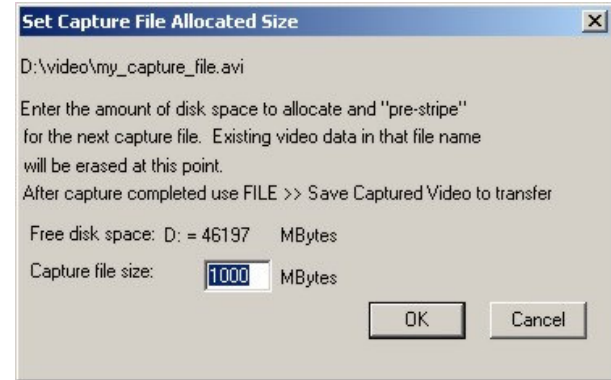 Set Capture File Allocated Size
D:\video\my_capture_file.avi
Enter the amount of disk space to allocate and "pre-stripe"
for the next capture file. Existing video data in that file name
will be erased at this point.
After capture completed use FILE >> Save Captured Video to transfer
Free disk space: D: = 46197 MBytes
Capture file size: 1000 MBytes
OK Cancel